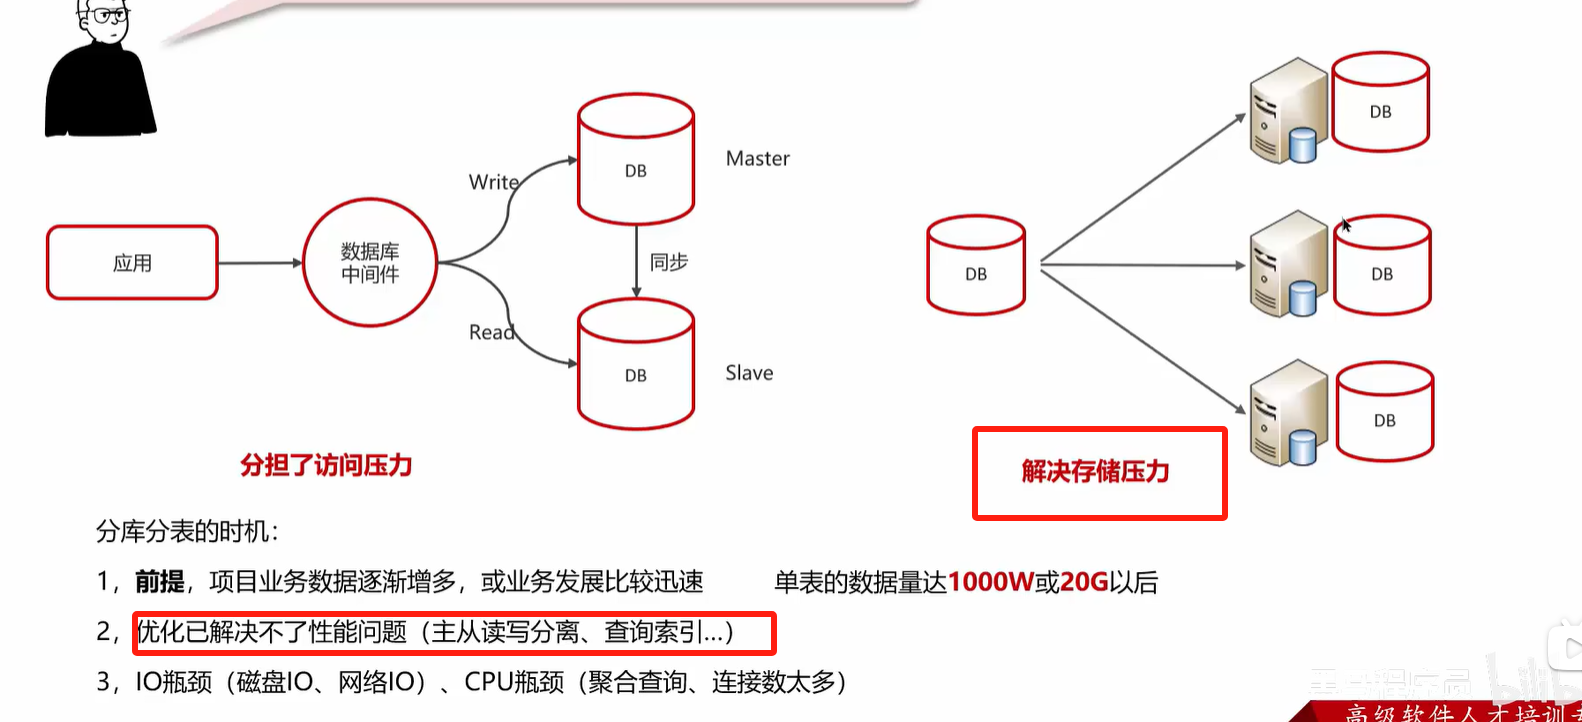 Write
DB
Master
应用
数据库
中间件
同步
Read
DB
Slave
分担了访问压力
DB
DB
DB
DB
解决存储压力
分库分表的时机：
1，前提，项目业务数据逐渐增多，或业务发展比较迅速 单表的数据量达1000W或20G以后
2，优化已解决不了性能问题（主从读写分离、查询索引...）
3，IO瓶颈（磁盘IO、网络IO）、CPU瓶颈（聚合查询、连接数太多）
高级软件人才培训